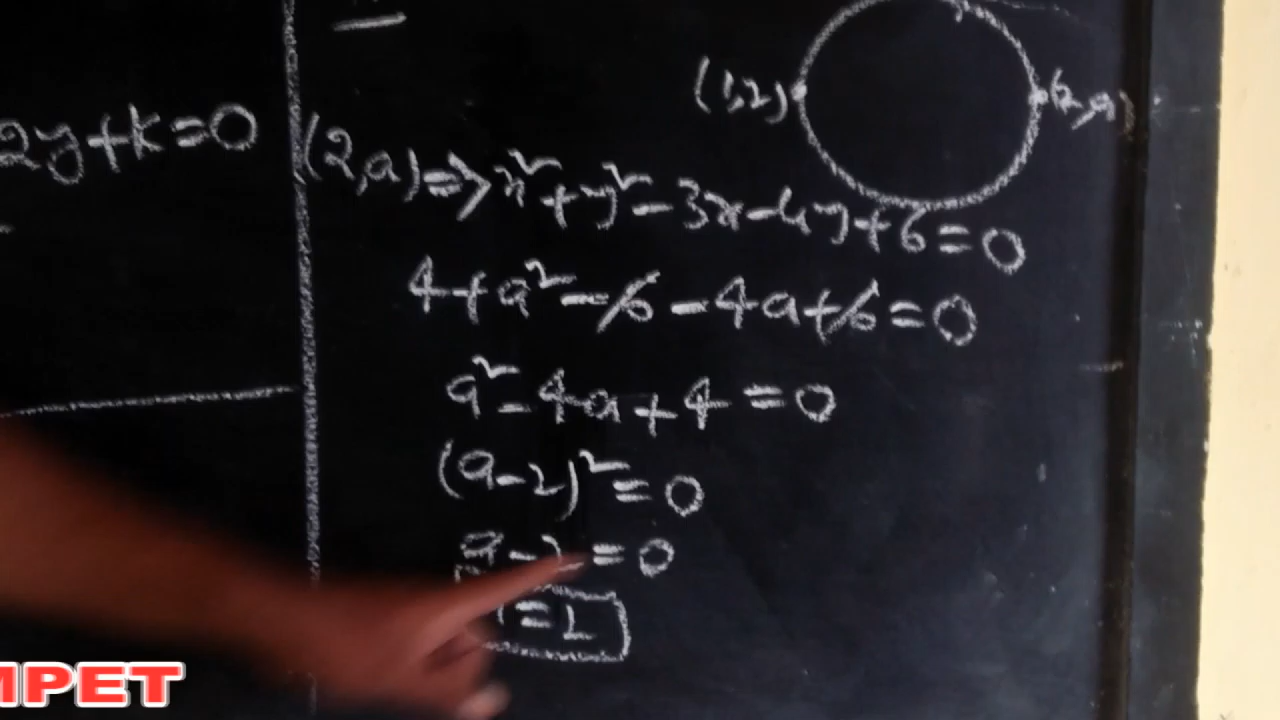 2y+k=0
(1,2)
(2,a)
(2,a)=>x²+y²-3x-4y+6=0
4+a²-6-4a+6=0
a²-4a+4=0
(a-2)²=0
a-2=0
=2
MPET